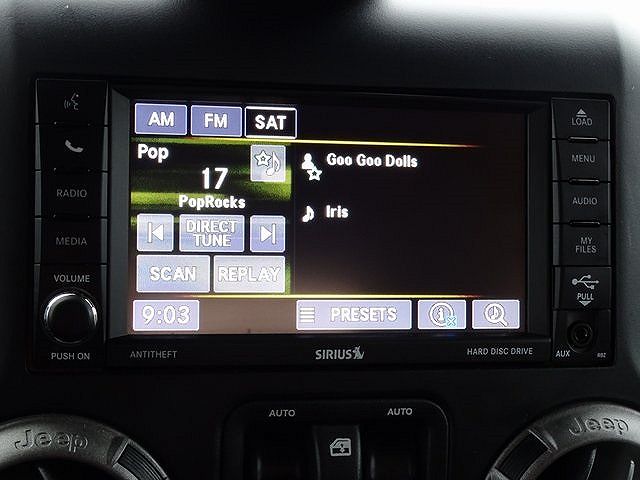 AM FM SAT
LOAD
Pop
17
PopRocks
Goo Goo Dolls
Iris
DIRECT
TUNE
SCAN REPLAY
9:03 PRESETS
RADIO
MEDIA
VOLUME
PUSH ON
MENU
AUDIO
MY
FILES
PULL
AUX RBZ
ANTITHEFT SIRIUS HARD DISC DRIVE
AUTO AUTO
Jeep Jeep